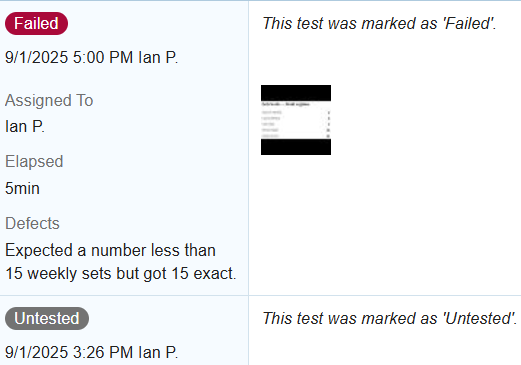 Failed
9/1/2025 5:00 PM Ian P.
Assigned To
Ian P.
Elapsed
5min
Defects
Expected a number less than
15 weekly sets but got 15 exact.
This test was marked as 'Failed'.
Untested
9/1/2025 3:26 PM Ian P.
This test was marked as 'Untested'.